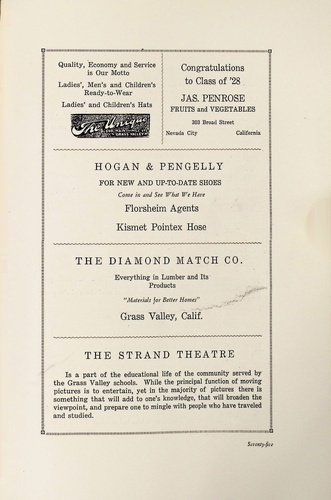 Quality, Economy and Service
is Our Motto
Ladies', Men's and Children's
Ready-to-Wear
Ladies' and Children's Hats
The Unique
GRASS VALLEY
Congratulations
to Class of '28
JAS. PENROSE
FRUITS and VEGETABLES
303 Broad Street
Nevada City California
HOGAN & PENGELLY
FOR NEW AND UP-TO-DATE SHOES
Come in and See What We Have
Florsheim Agents
Kismet Pointex Hose
THE DIAMOND MATCH CO.
Everything in Lumber and Its
Products
"Materials for Better Homes"
Grass Valley, Calif.
THE STRAND THEATRE
Is a part of the educational life of the community served by
the Grass Valley schools. While the principal function of moving
pictures is to entertain, yet in the majority of pictures there is
something that will add to one's knowledge, that will broaden the
viewpoint, and prepare one to mingle with people who have traveled
and studied.
Seventy-five